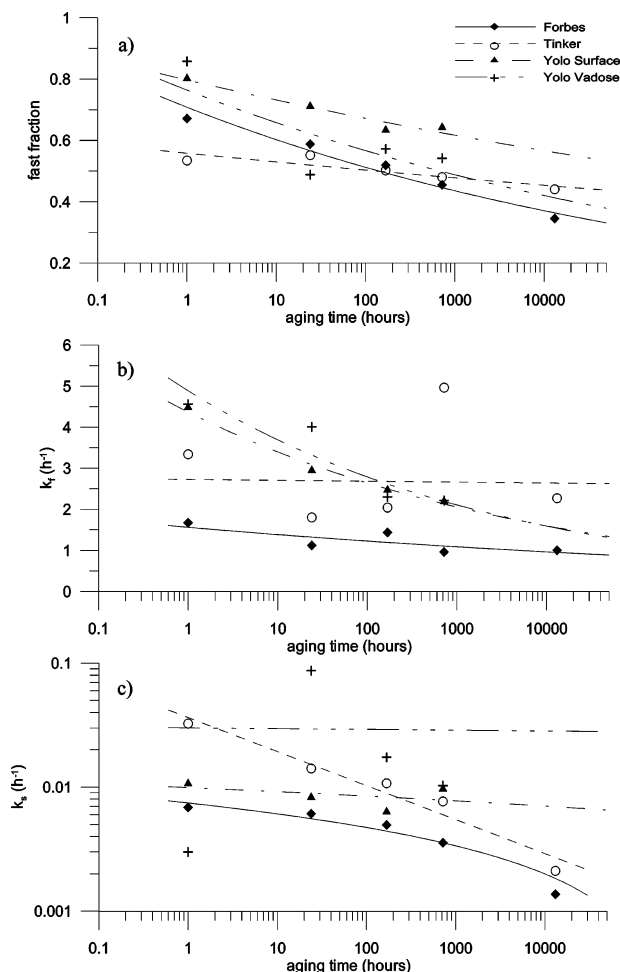 a)
Forbes
Tinker
Yolo Surface
Yolo Vadose
1
0.8
0.6
0.4
0.2
fast fraction
0.1 1 10 100 1000 10000
aging time (hours)
b)
6
5
4
3
2
1
0
kf (h-1)
0.1 1 10 100 1000 10000
aging time (hours)
c)
0.1
0.01
0.001
ks (h-1)
0.1 1 10 100 1000 10000
aging time (hours)